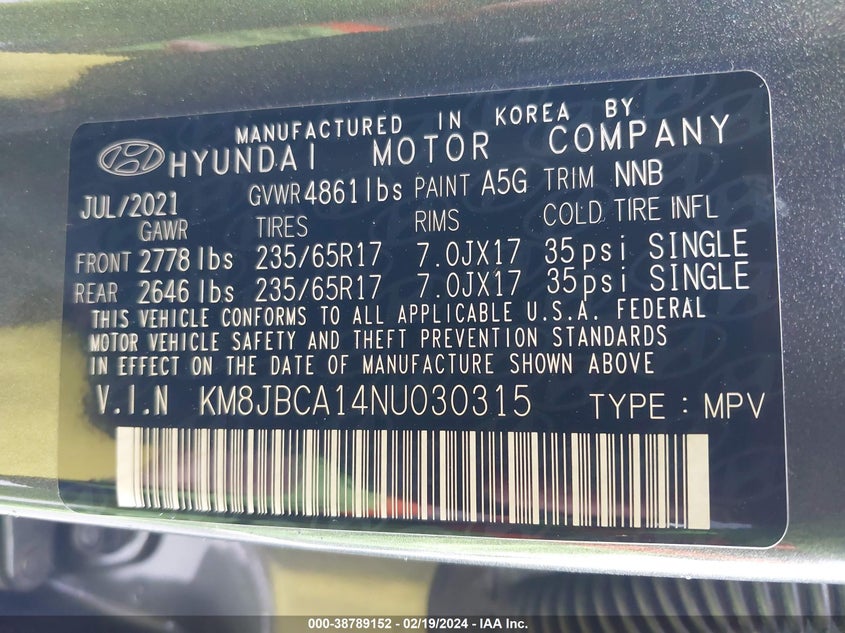 MANUFACTURED IN KOREA BY
HYUNDAI MOTOR COMPANY
JUL/2021 GVWR 4861lbs PAINT A5G TRIM NNB
GAWR TIRES RIMS COLD TIRE INFL
FRONT 2778 lbs 235/65R17 7.0JX17 35psi SINGLE
REAR 2646 lbs 235/65R17 7.0JX17 35psi SINGLE
THIS VEHICLE CONFORMS TO ALL APPLICABLE U.S.A. FEDERAL
MOTOR VEHICLE SAFETY AND THEFT PREVENTION STANDARDS
IN EFFECT ON THE DATE OF MANUFACTURE SHOWN ABOVE
V.I.N KM8JBCA14NU030315 TYPE : MPV
000-38789152 - 02/19/2024 - IAA Inc.